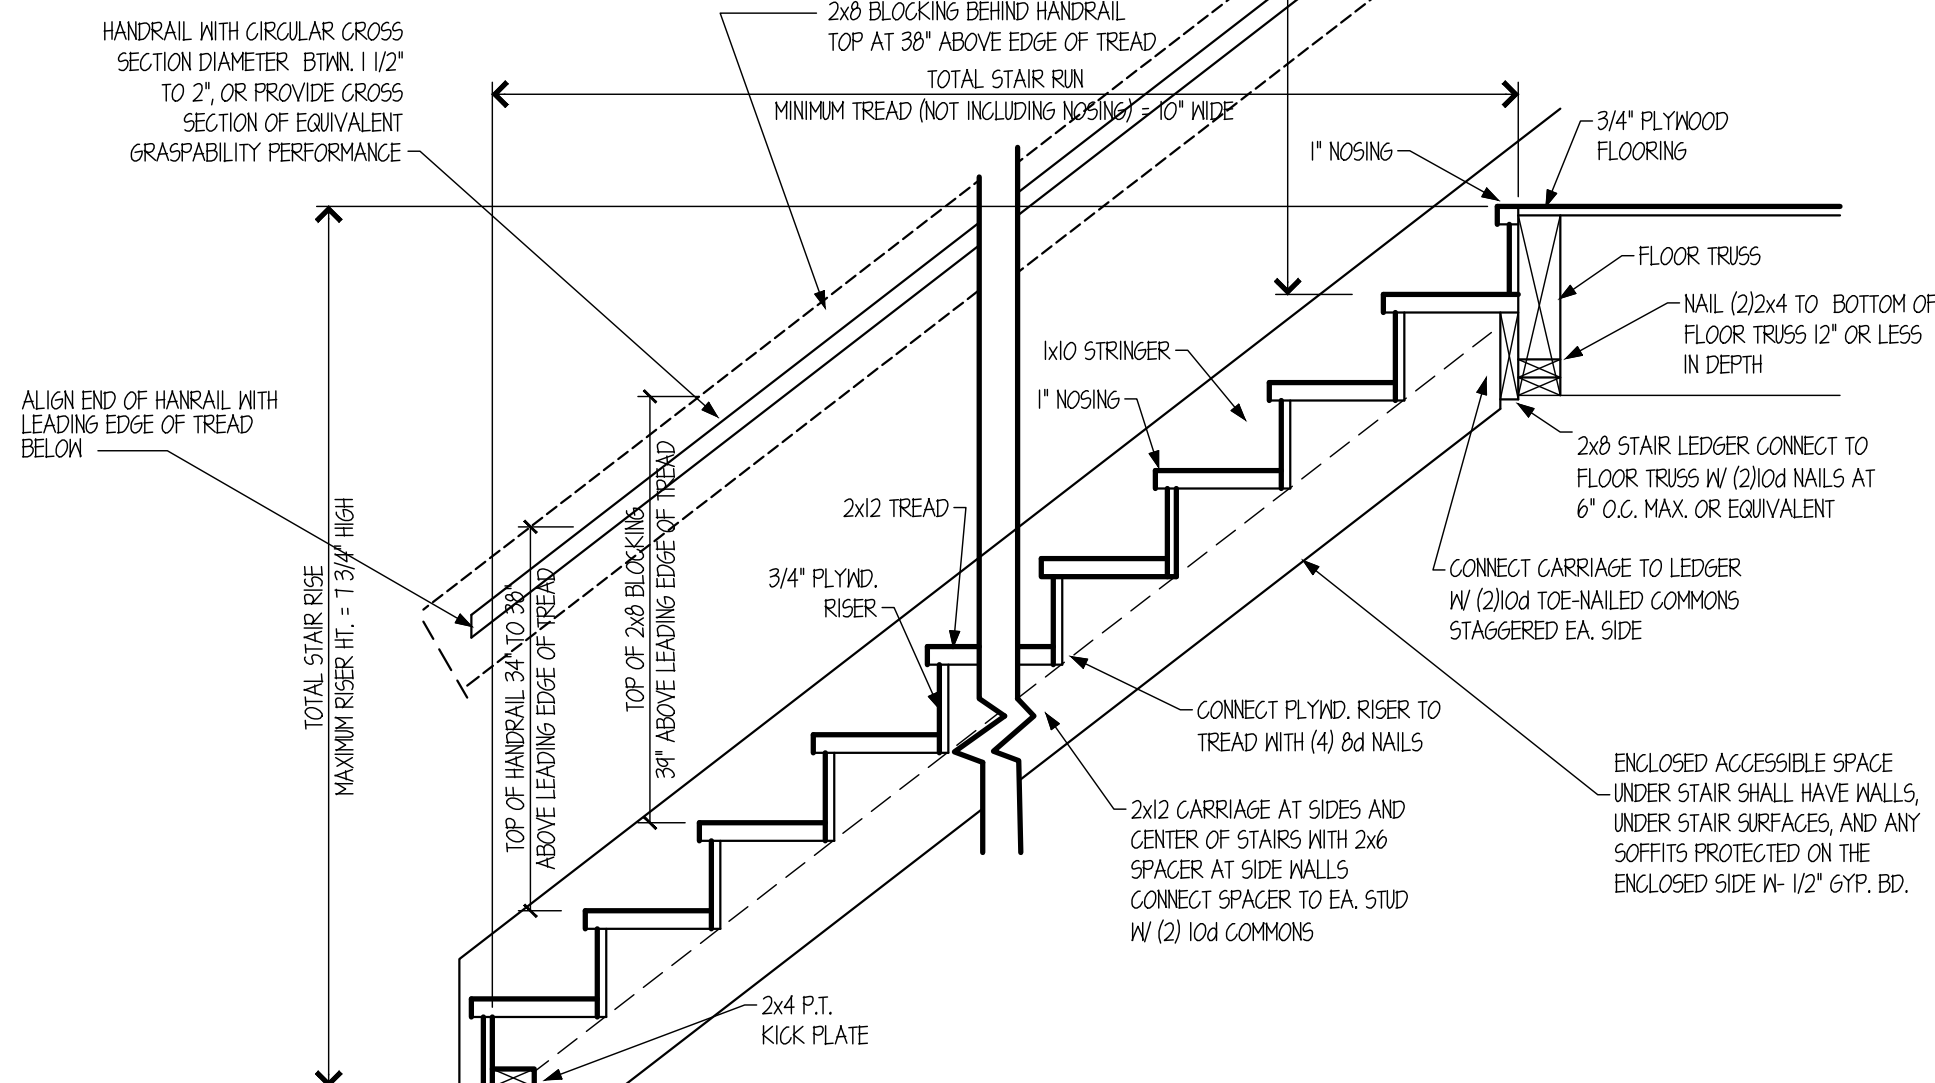 HANDRAIL WITH CIRCULAR CROSS
SECTION DIAMETER BTWN. 1 1/2"
TO 2", OR PROVIDE CROSS
SECTION OF EQUIVALENT
GRASPABILITY PERFORMANCE
2x8 BLOCKING BEHIND HANDRAIL
TOP AT 38" ABOVE EDGE OF TREAD
TOTAL STAIR RUN
MINIMUM TREAD (NOT INCLUDING NOSING) = 10" WIDE
1" NOSING
3/4" PLYWOOD
FLOORING
FLOOR TRUSS
NAIL (2)2x4 TO BOTTOM OF
FLOOR TRUSS 12" OR LESS
IN DEPTH
1x10 STRINGER
1" NOSING
ALIGN END OF HANRAIL WITH
LEADING EDGE OF TREAD
BELOW
2x8 STAIR LEDGER CONNECT TO
FLOOR TRUSS W/ (2)10d NAILS AT
6" O.C. MAX. OR EQUIVALENT
TOTAL STAIR RISE
MAXIMUM RISER HT. = 7 3/4" HIGH
TOP OF HANDRAIL 34" TO 38"
ABOVE LEADING EDGE OF TREAD
TOP OF 2x8 BLOCKING
39" ABOVE LEADING EDGE OF TREAD
2x12 TREAD
3/4" PLYWD.
RISER
CONNECT CARRIAGE TO LEDGER
W/ (2)10d TOE-NAILED COMMONS
STAGGERED EA. SIDE
CONNECT PLYWD. RISER TO
TREAD WITH (4) 8d NAILS
2x12 CARRIAGE AT SIDES AND
CENTER OF STAIRS WITH 2x6
SPACER AT SIDE WALLS
CONNECT SPACER TO EA. STUD
W/ (2) 10d COMMONS
ENCLOSED ACCESSIBLE SPACE
UNDER STAIR SHALL HAVE WALLS,
UNDER STAIR SURFACES, AND ANY
SOFFITS PROTECTED ON THE
ENCLOSED SIDE W- 1/2" GYP. BD.
2x4 P.T.
KICK PLATE